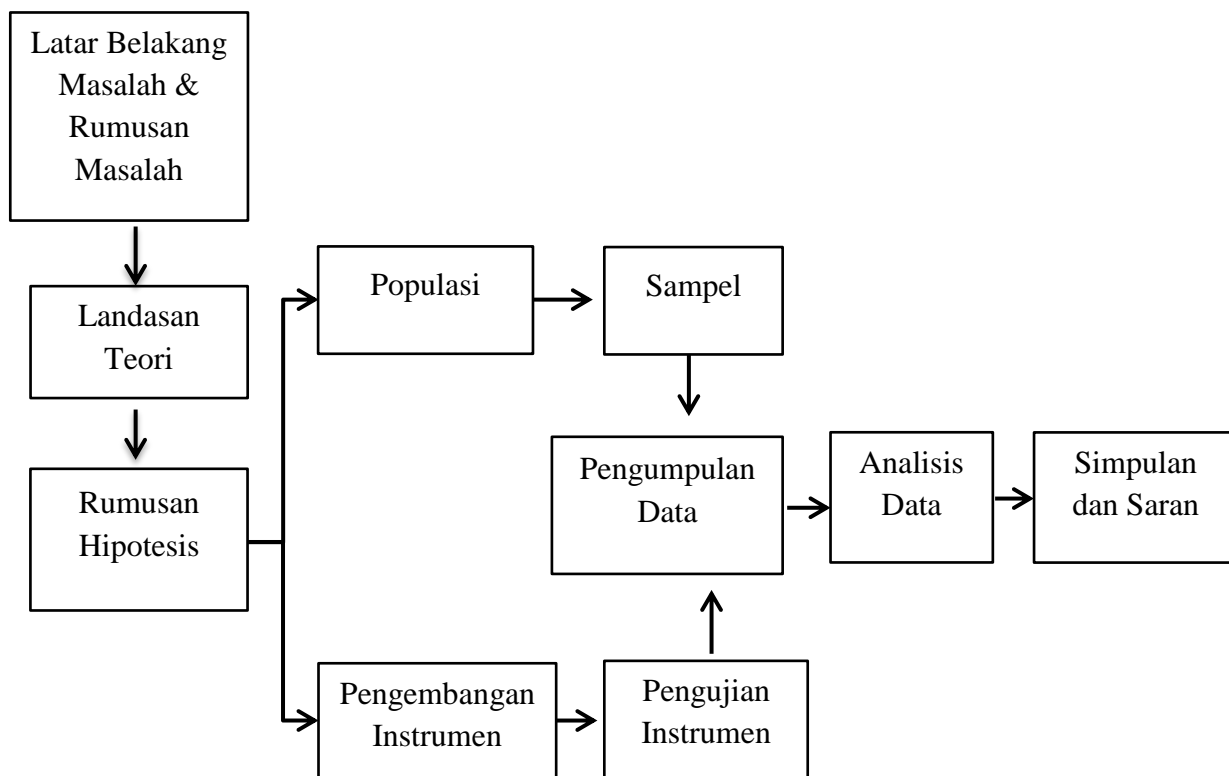 Latar Belakang
Masalah &
Rumusan
Masalah
Landasan
Teori
Rumusan
Hipotesis
Populasi
Sampel
Pengembangan
Instrumen
Pengujian
Instrumen
Pengumpulan
Data
Analisis
Data
Simpulan
dan Saran